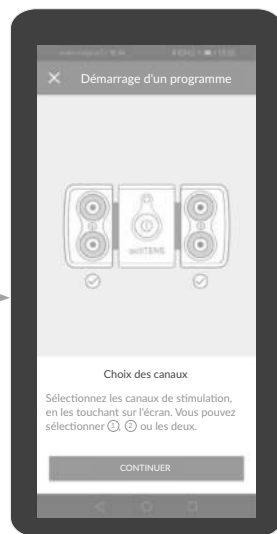 Démarrage d'un programme
actiTENS
Choix des canaux
Sélectionnez les canaux de stimulation,
en les touchant sur l'écran. Vous pouvez
sélectionner ①, ② ou les deux.
CONTINUER